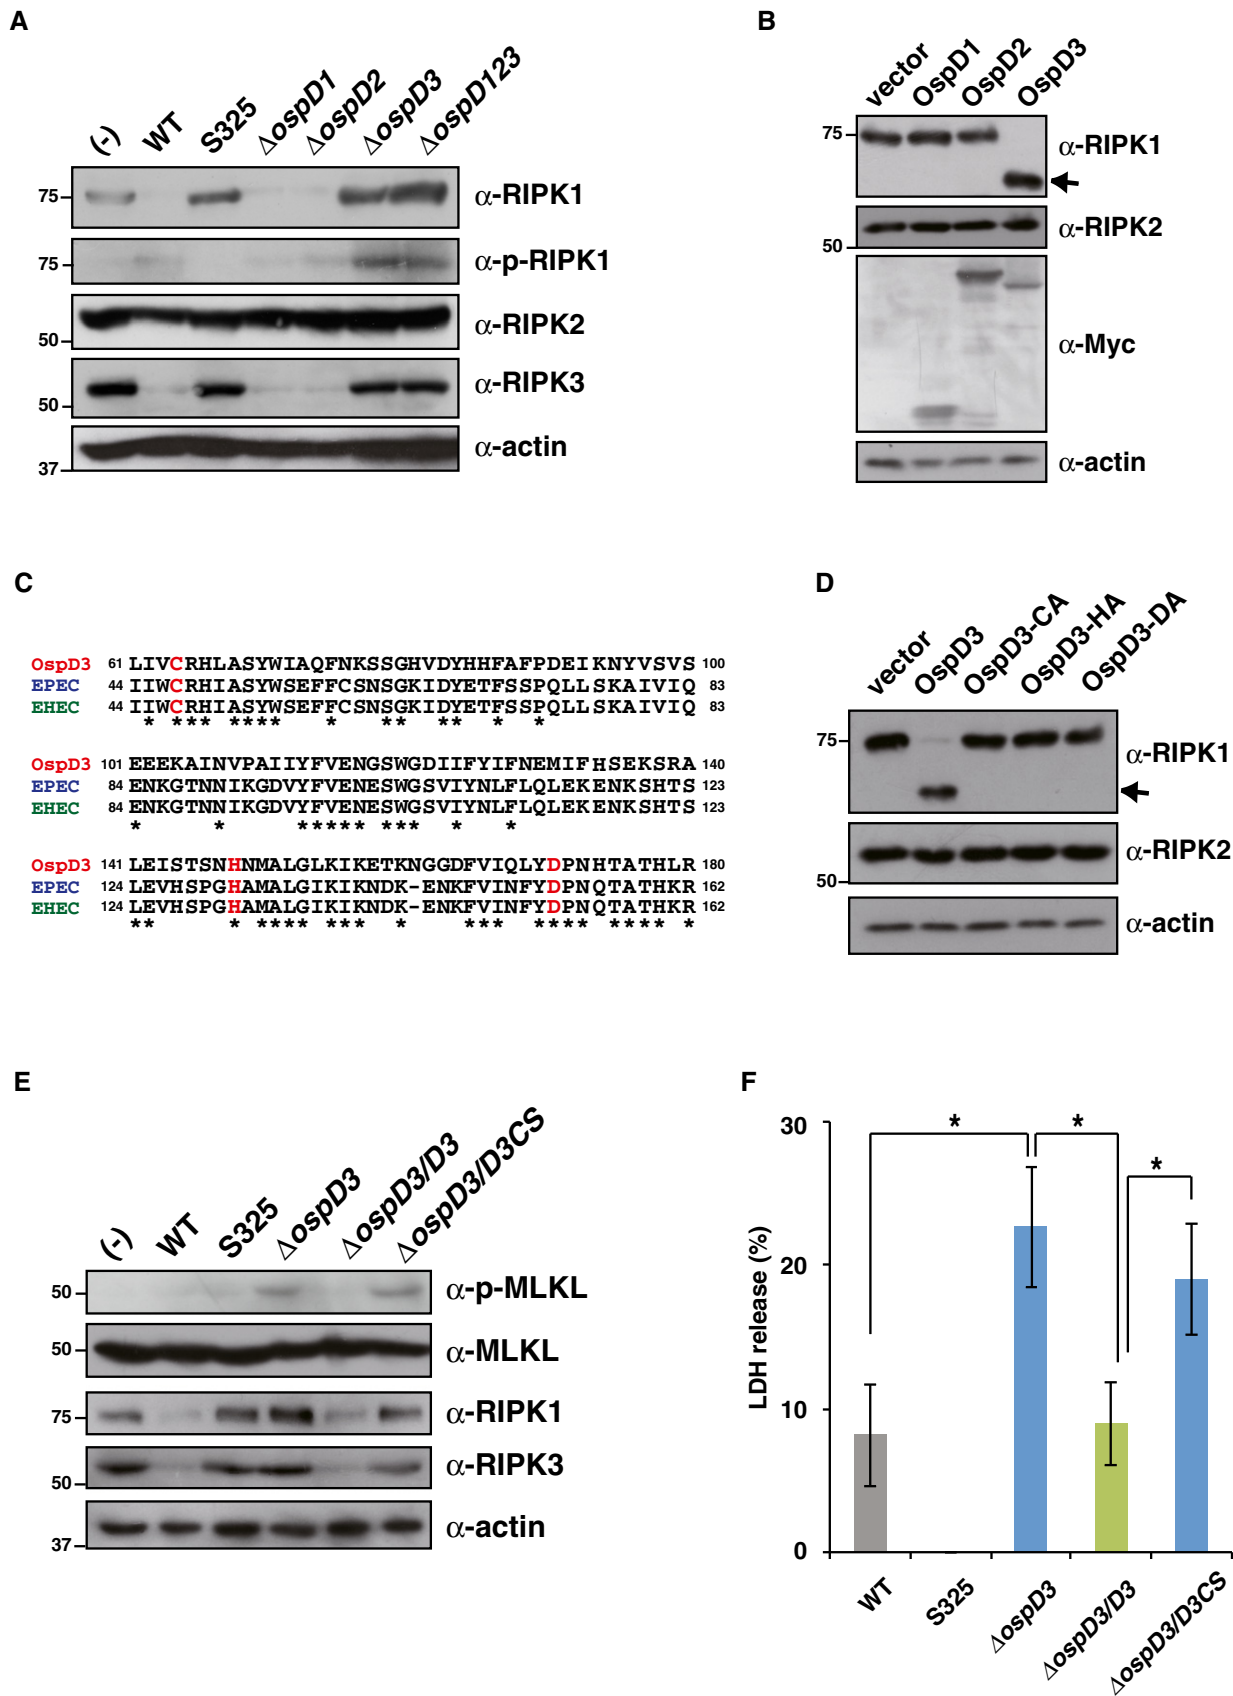 A
(-) WT S325 ΔospD1 ΔospD2 ΔospD3 ΔospD123
75 α-RIPK1
75 α-p-RIPK1
50 α-RIPK2
50 α-RIPK3
37 α-actin
B
vector OspD1 OspD2 OspD3
75 α-RIPK1
50 α-RIPK2
α-Myc
α-actin
C
OspD3 61 LIVCRHLASYWIAQFNKSSGHVDYHHFAFPDEIKNYVSVS 100
EPEC 44 IIWCRHIASYWSEFFCSNSGKIDYETFSSPQLLSKAIVIQ 83
EHEC 44 IIWCRHIASYWSEFFCSNSGKIDYETFSSPQLLSKAIVIQ 83
* *** **** * ** ** * *
OspD3 101 EEEKAINNVPAIIYFVENGSWGDIIFYIFNEMIFHSEKSRA 140
EPEC 84 ENKGTNNIKGDVYFVENESWGSVIYNLFLQLEKENKSHTS 123
EHEC 84 ENKGTNNIKGDVYFVENESWGSVIYNLFLQLEKENKSHTS 123
* * ***** *** * *
OspD3 141 LEISTSNHNMALGLKIKETKNGGDFVIQLYDPNHTATHLR 180
EPEC 124 LEVHSPGHAMALGIKIKNDK-ENKFVINFYDPNQTATHKR 162
EHEC 124 LEVHSPGHAMALGIKIKNDK-ENKFVINFYDPNQTATHKR 162
** * **** *** * *** **** **** *
D
vector OspD3 OspD3-CA OspD3-HA OspD3-DA
75 α-RIPK1
50 α-RIPK2
α-actin
E
(-) WT S325 ΔospD3 ΔospD3/D3 ΔospD3/D3CS
50 α-p-MLKL
50 α-MLKL
75 α-RIPK1
50 α-RIPK3
37 α-actin
F
LDH release (%)
30
20
10
0
* * *
WT S325 ΔospD3 ΔospD3/D3 ΔospD3/D3CS